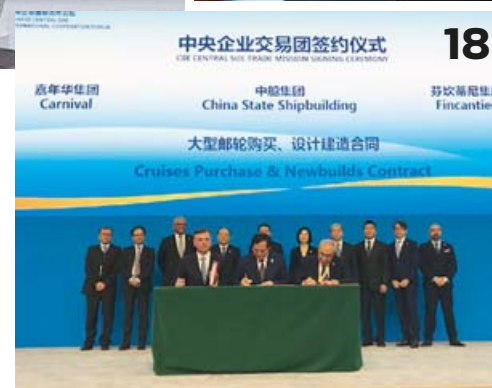 中央企业交易团签约仪式
CIIE CENTRAL SOE TRADE MISSION SIGNING CEREMONY
18
嘉年华集团
中船集团
芬坎蒂尼集
Carnival
China State Shipbuilding
Fincantie
大型邮轮购买、设计建造合同
Cruises Purchase & Newbuilds Contract